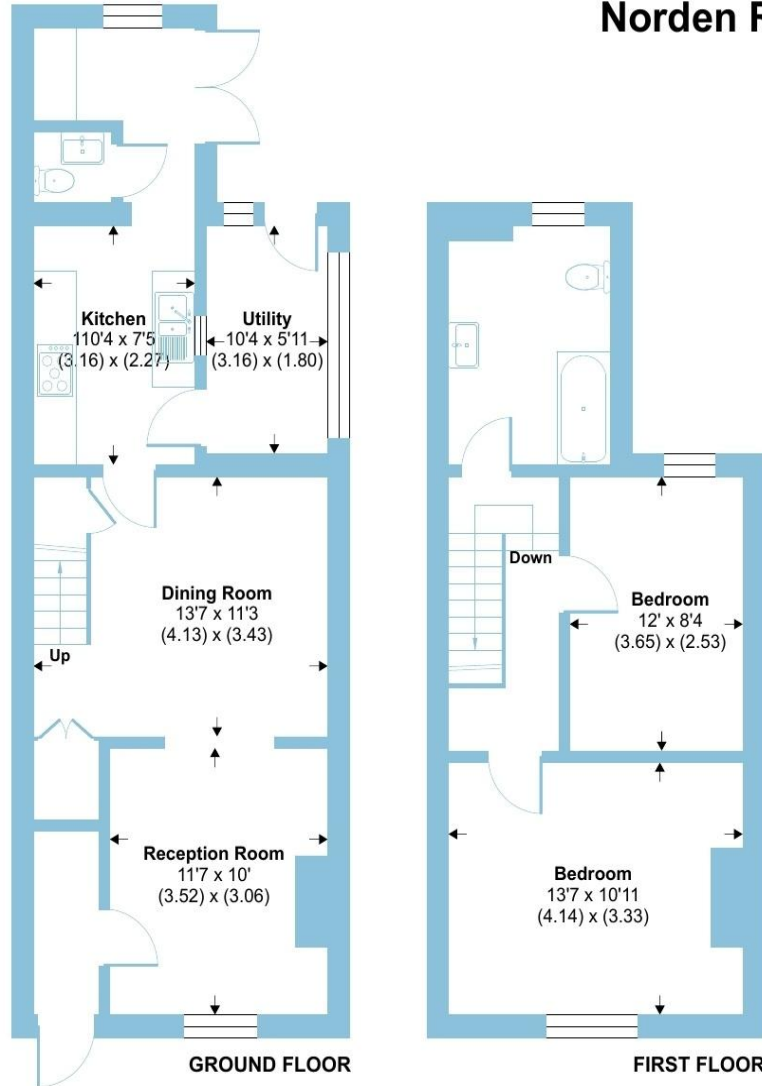 Norden R
Kitchen
110'4 x 7'5
(3.16) x (2.27)
Utility
10'4 x 5'11
(3.16) x (1.80)
Dining Room
13'7 x 11'3
(4.13) x (3.43)
Up
Reception Room
11'7 x 10'
(3.52) x (3.06)
GROUND FLOOR
Down
Bedroom
12' x 8'4
(3.65) x (2.53)
Bedroom
13'7 x 10'11
(4.14) x (3.33)
FIRST FLOOR